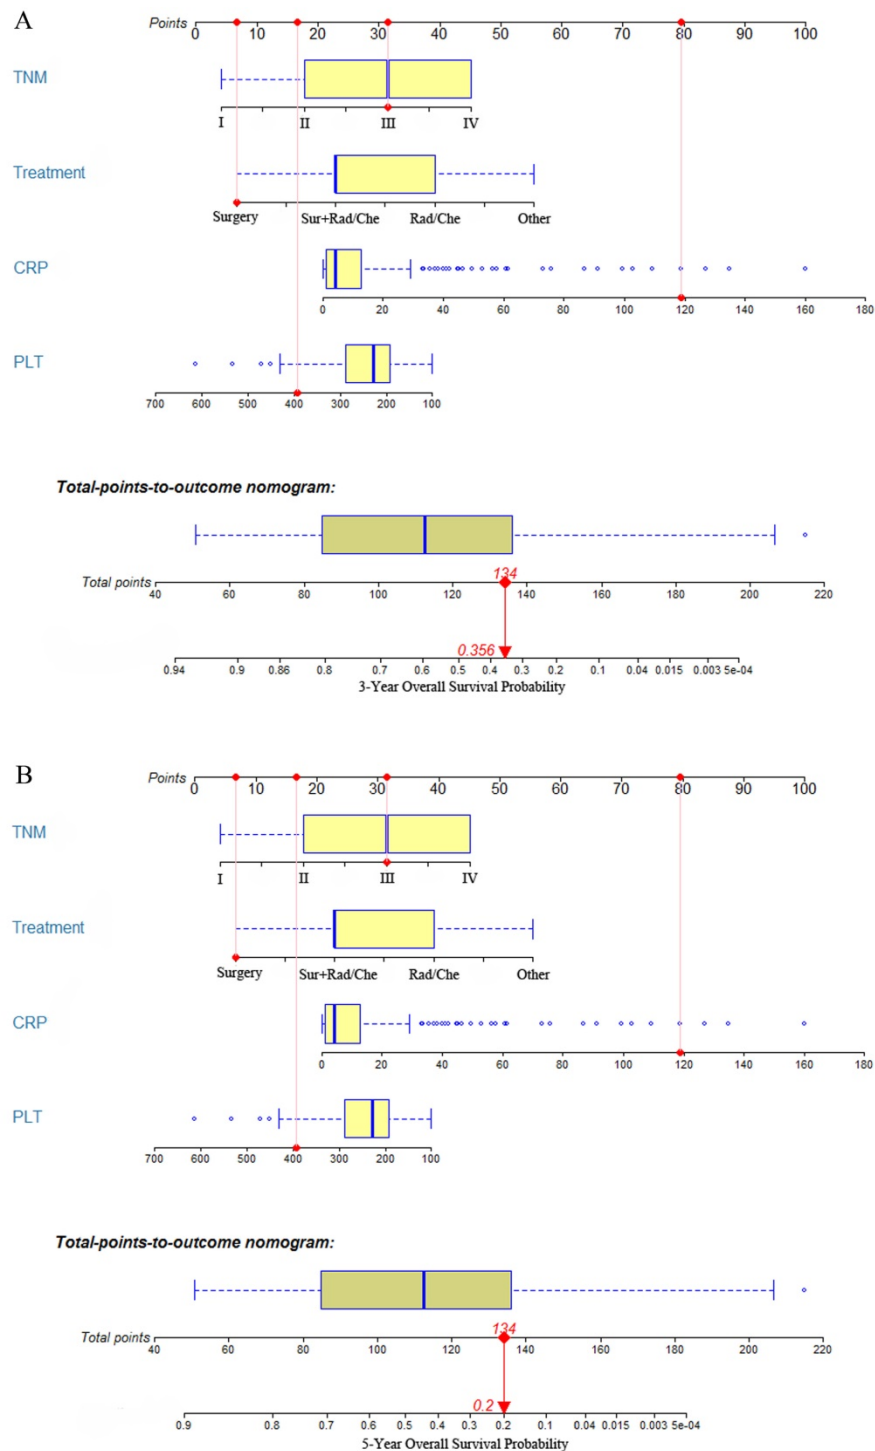 A
Points
0 10 20 30 40 50 60 70 80 90 100
TNM
I II III IV
Treatment
Surgery Sur+Rad/Che Rad/Che Other
CRP
0 20 40 60 80 100 120 140 160 180
PLT
700 600 500 400 300 200 100
Total-points-to-outcome nomogram:
134
Total points
40 60 80 100 120 140 160 180 200 220
0.356
0.94 0.9 0.86 0.8 0.7 0.6 0.5 0.4 0.3 0.2 0.1 0.04 0.015 0.003 5e-04
3-Year Overall Survival Probability
B
Points
0 10 20 30 40 50 60 70 80 90 100
TNM
I II III IV
Treatment
Surgery Sur+Rad/Che Rad/Che Other
CRP
0 20 40 60 80 100 120 140 160 180
PLT
700 600 500 400 300 200 100
Total-points-to-outcome nomogram:
134
Total points
40 60 80 100 120 140 160 180 200 220
0.2
0.9 0.8 0.7 0.6 0.5 0.4 0.3 0.2 0.1 0.04 0.015 0.003 5e-04
5-Year Overall Survival Probability